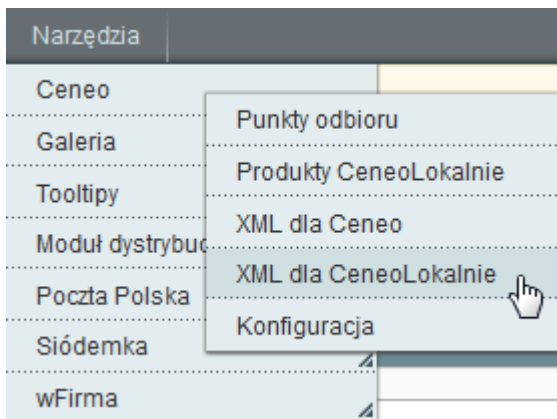 Narzędzia
Ceneo
Galeria
Tooltipy
Moduł
Poczta Polska
Siódemka
wFirma
Punkty odbioru
Produkty CeneoLokalnie
XML dla Ceneo
XML dla CeneoLokalnie
Konfiguracja